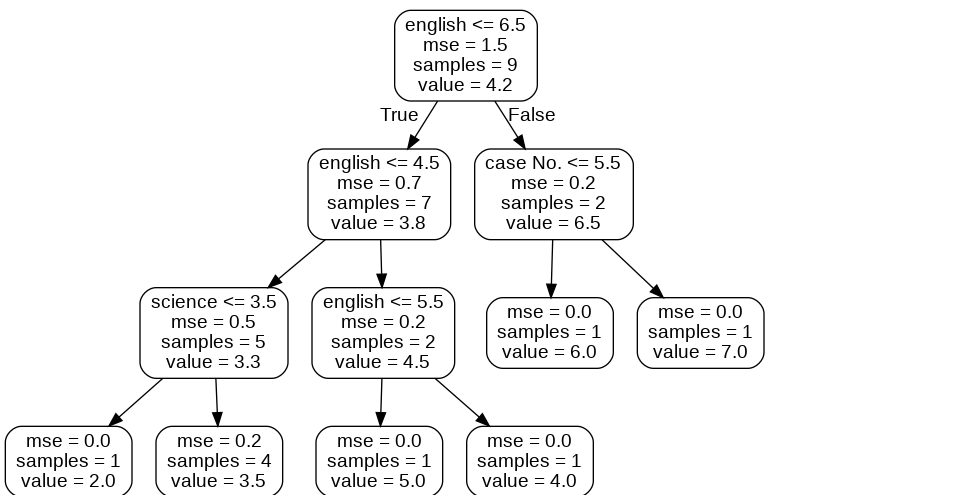 english <= 6.5
mse = 1.5
samples = 9
value = 4.2
True
False
english <= 4.5
mse = 0.7
samples = 7
value = 3.8
case No. <= 5.5
mse = 0.2
samples = 2
value = 6.5
science <= 3.5
mse = 0.5
samples = 5
value = 3.3
english <= 5.5
mse = 0.2
samples = 2
value = 4.5
mse = 0.0
samples = 1
value = 6.0
mse = 0.0
samples = 1
value = 7.0
mse = 0.0
samples = 1
value = 2.0
mse = 0.2
samples = 4
value = 3.5
mse = 0.0
samples = 1
value = 5.0
mse = 0.0
samples = 1
value = 4.0